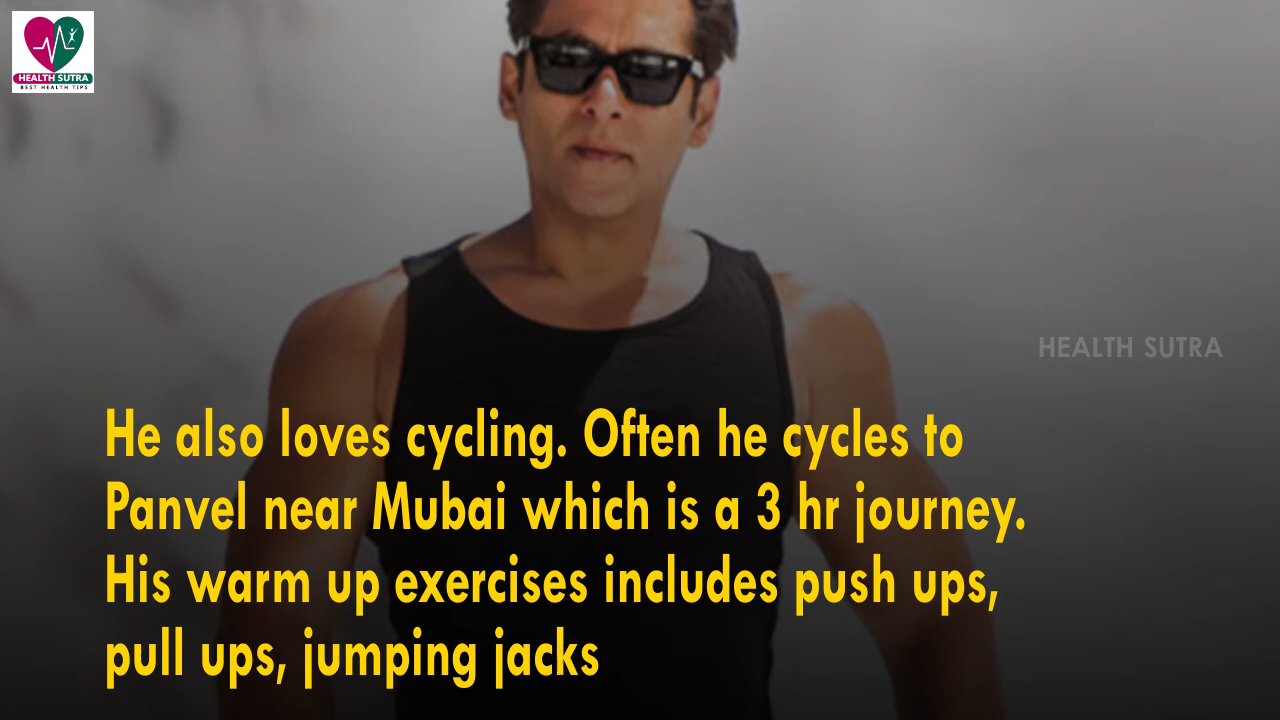 HEALTH SUTRA
BEST HEALTH TIPS
HEALTH SUTRA
He also loves cycling. Often he cycles to
Panvel near Mubai which is a 3 hr journey.
His warm up exercises includes push ups,
pull ups, jumping jacks